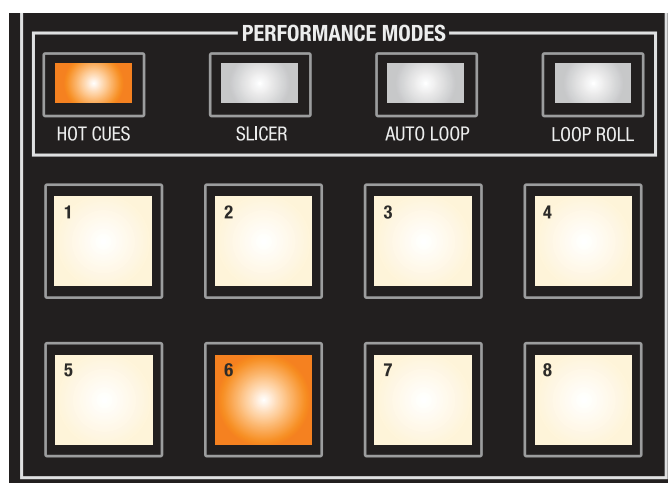 PERFORMANCE MODES
HOT CUES SLICER AUTO LOOP LOOP ROLL
1 2 3 4
5 6 7 8